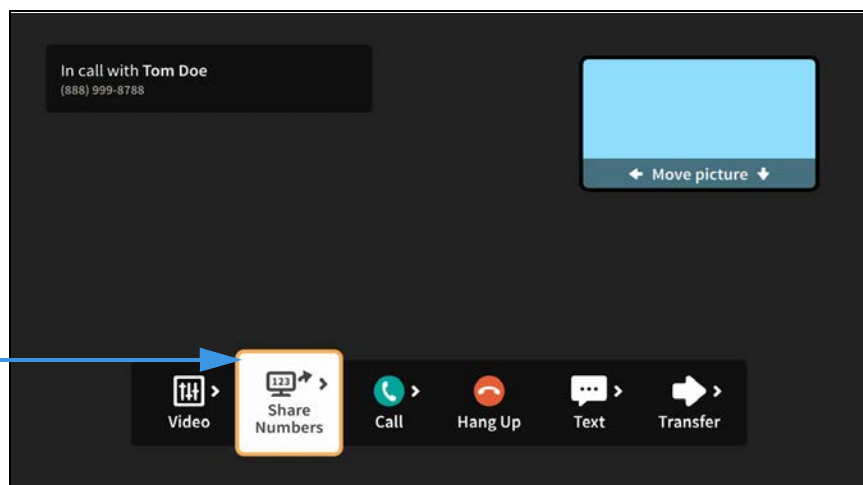 In call with Tom Doe
(888) 999-8788
Move picture
123
Share
Numbers
Video
Call
Hang Up
Text
Transfer